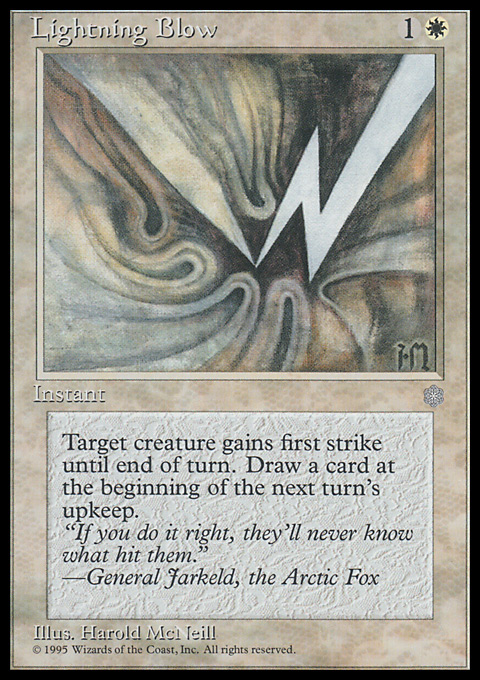 Lightning Blow 1
HM
Instant
Target creature gains first strike
until end of turn. Draw a card at
the beginning of the next turn's
upkeep.
“If you do it right, they'll never know
what hit them.”
—General Jarkeld, the Arctic Fox
Illus. Harold McNeill
© 1995 Wizards of the Coast, Inc. All rights reserved.